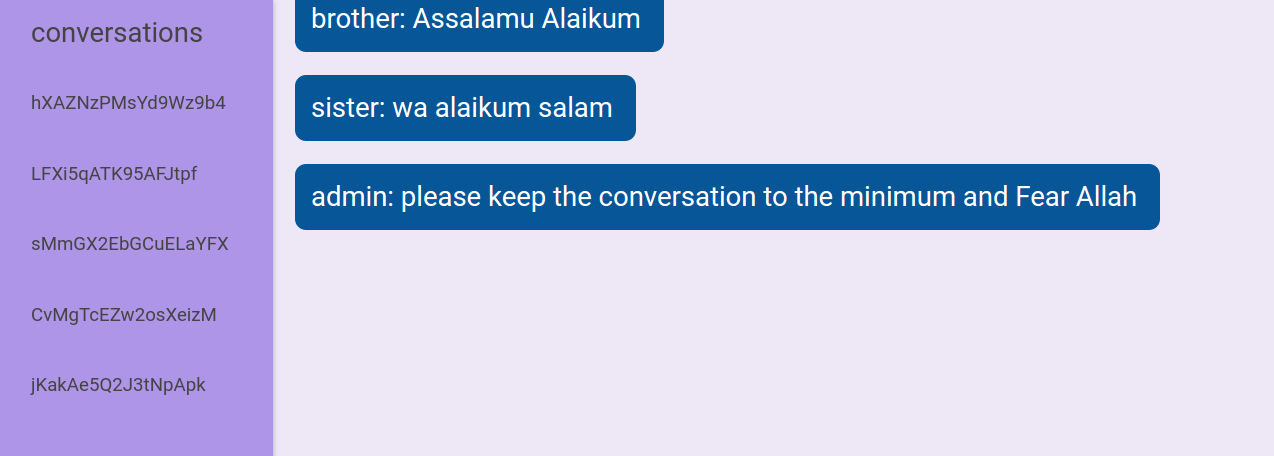 conversations
hXAZNzPMsYd9Wz9b4
LFXi5qATK95AFJtpf
sMmGX2EbGCuELaYFX
CvMgTcEZw2osXeizM
jKakAe5Q2J3tNpApk
brother: Assalamu Alaikum
sister: wa alaikum salam
admin: please keep the conversation to the minimum and Fear Allah